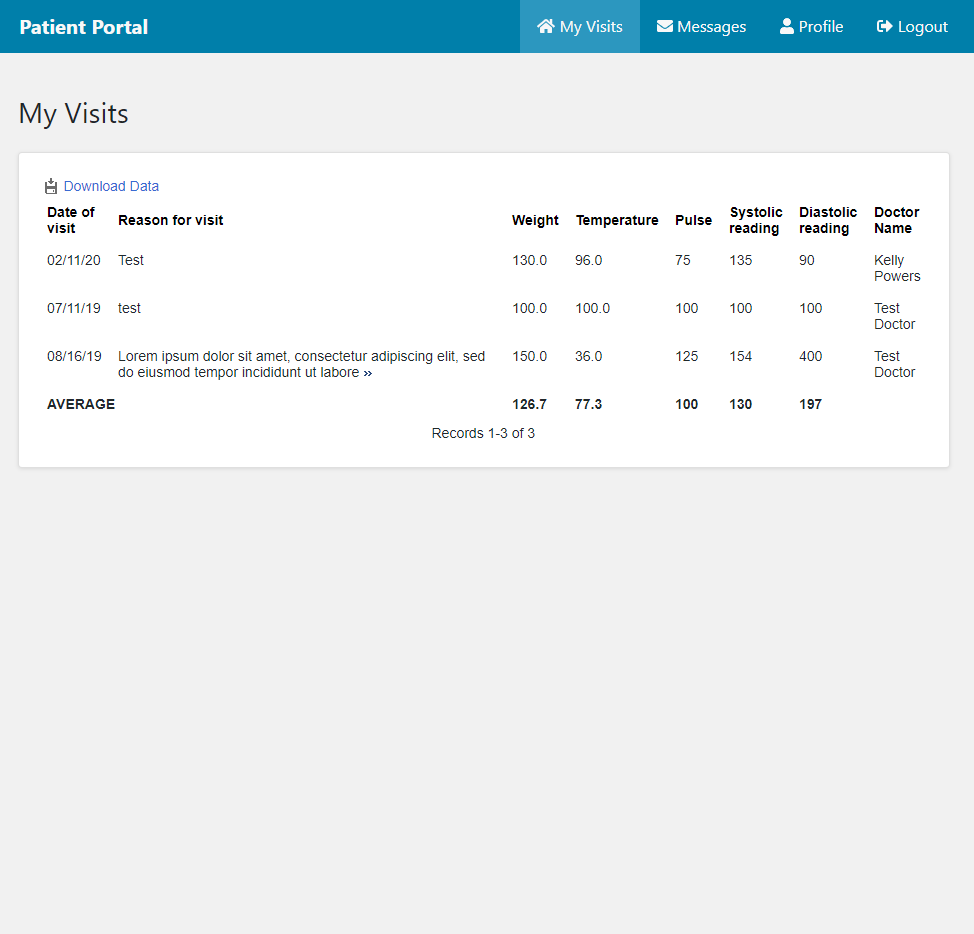 Patient Portal My Visits Messages Profile Logout
My Visits
Download Data
Date of visit Reason for visit Weight Temperature Pulse Systolic reading Diastolic reading Doctor Name
02/11/20 Test 130.0 96.0 75 135 90 Kelly Powers
07/11/19 test 100.0 100.0 100 100 100 Test Doctor
08/16/19 Lorem ipsum dolor sit amet, consectetur adipiscing elit, sed do eiusmod tempor incididunt ut labore » 150.0 36.0 125 154 400 Test Doctor
AVERAGE 126.7 77.3 100 130 197
Records 1-3 of 3